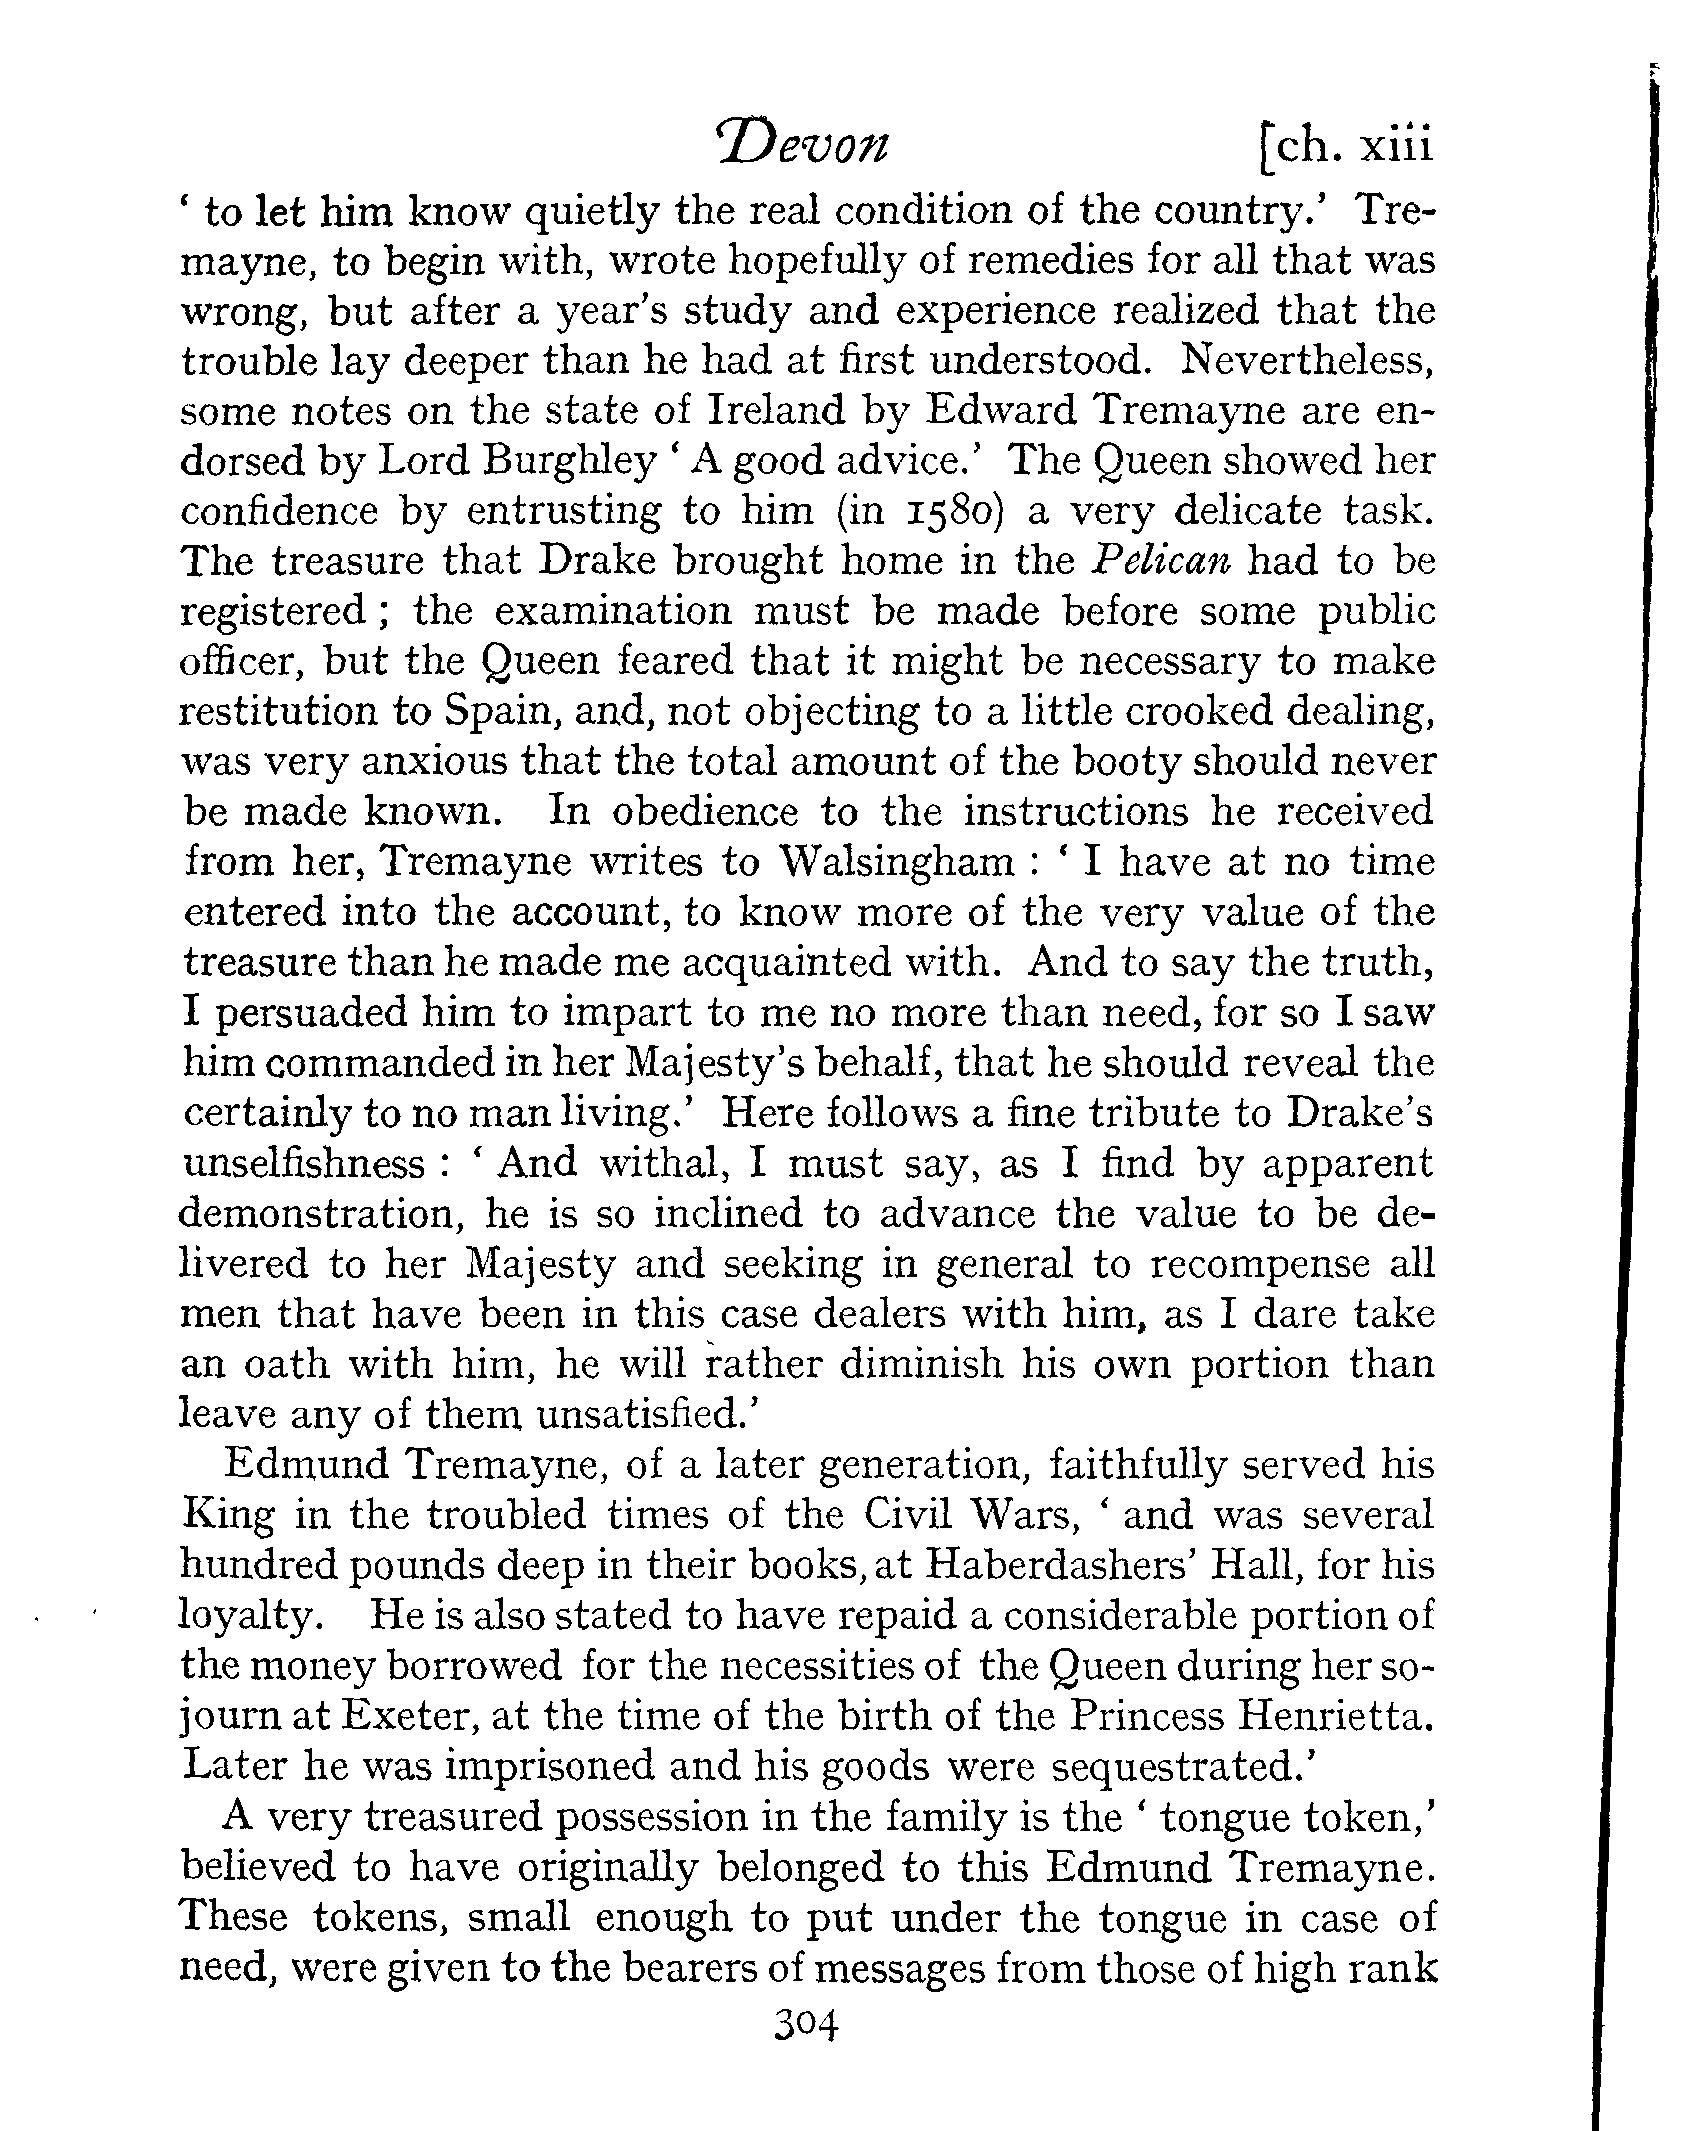 Devon [ch. xiii
‘ to let him know quietly the real condition of the country.’ Tre-
mayne, to begin with, wrote hopefully of remedies for all that was
wrong, but after a year’s study and experience realized that the
trouble lay deeper than he had at first understood. Nevertheless,
some notes on the state of Ireland by Edward Tremayne are en-
dorsed by Lord Burghley ‘ A good advice.’ The Queen showed her
confidence by entrusting to him (in 1580) a very delicate task.
The treasure that Drake brought home in the Pelican had to be
registered ; the examination must be made before some public
officer, but the Queen feared that it might be necessary to make
restitution to Spain, and, not objecting to a little crooked dealing,
was very anxious that the total amount of the booty should never
be made known. In obedience to the instructions he received
from her, Tremayne writes to Walsingham : ‘ I have at no time
entered into the account, to know more of the very value of the
treasure than he made me acquainted with. And to say the truth,
I persuaded him to impart to me no more than need, for so I saw
him commanded in her Majesty’s behalf, that he should reveal the
certainly to no man living.’ Here follows a fine tribute to Drake’s
unselfishness : ‘ And withal, I must say, as I find by apparent
demonstration, he is so inclined to advance the value to be de-
livered to her Majesty and seeking in general to recompense all
men that have been in this case dealers with him, as I dare take
an oath with him, he will rather diminish his own portion than
leave any of them unsatisfied.’
Edmund Tremayne, of a later generation, faithfully served his
King in the troubled times of the Civil Wars, ‘ and was several
hundred pounds deep in their books, at Haberdashers’ Hall, for his
loyalty. He is also stated to have repaid a considerable portion of
the money borrowed for the necessities of the Queen during her so-
journ at Exeter, at the time of the birth of the Princess Henrietta.
Later he was imprisoned and his goods were sequestrated.’
A very treasured possession in the family is the ‘ tongue token,’
believed to have originally belonged to this Edmund Tremayne.
These tokens, small enough to put under the tongue in case of
need, were given to the bearers of messages from those of high rank
304